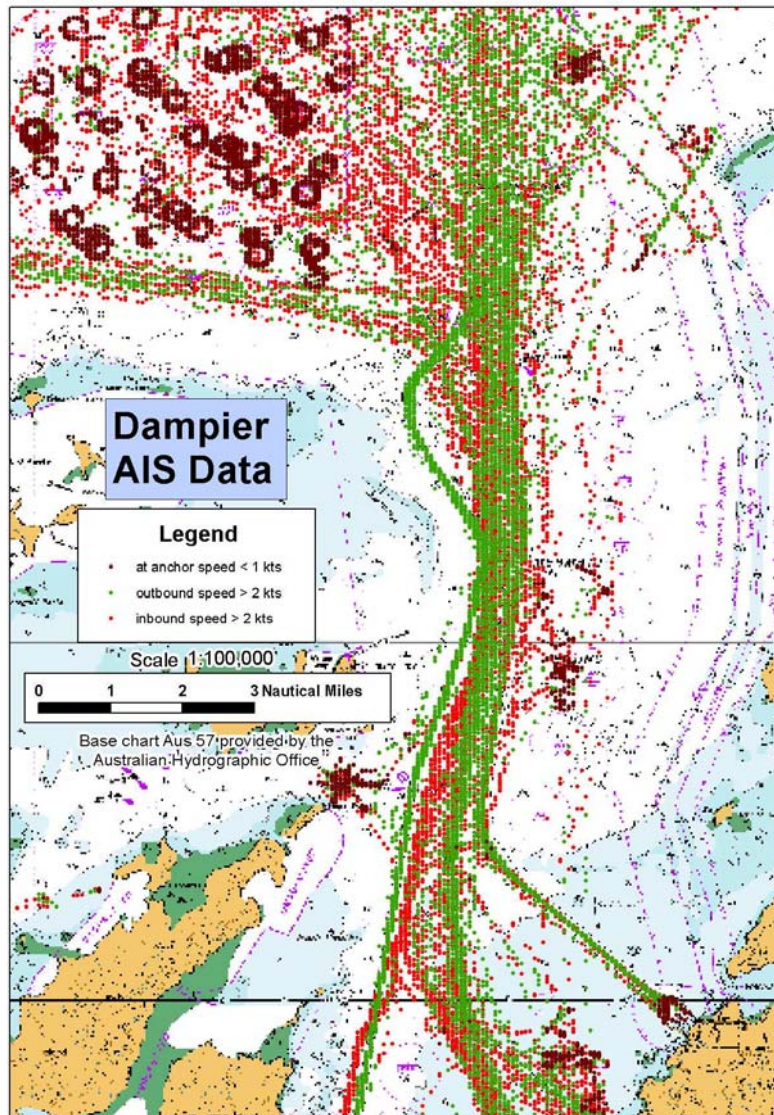 Dampier
AIS Data
Legend
at anchor speed < 1 kts
outbound speed > 2 kts
inbound speed > 2 kts
Scale 1:100,000
0 1 2 3 Nautical Miles
Base chart Aus 57 provided by the
Australian Hydrographic Office